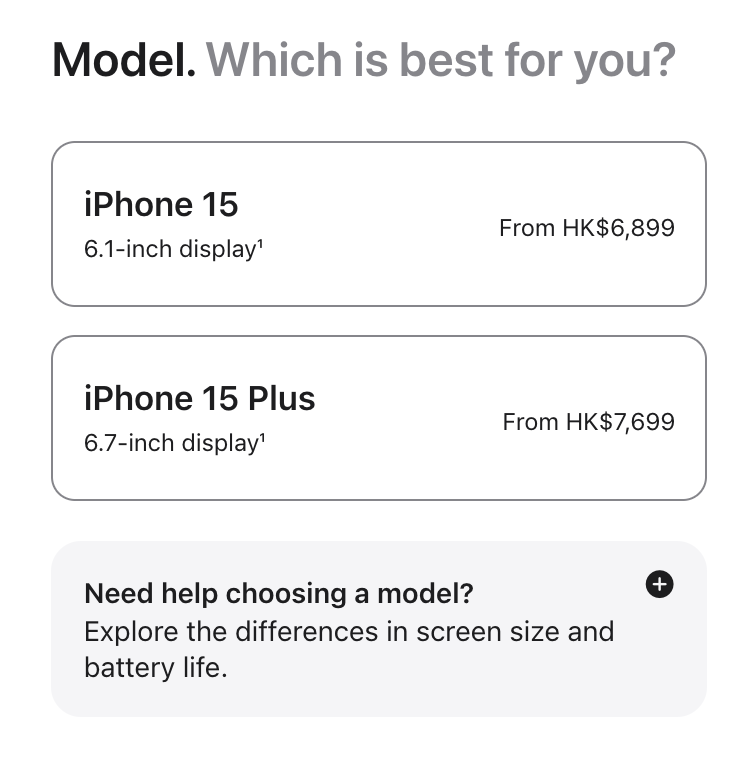 Model. Which is best for you?
iPhone 15
6.1-inch display¹
From HK$6,899
iPhone 15 Plus
6.7-inch display¹
From HK$7,699
Need help choosing a model?
Explore the differences in screen size and
battery life.